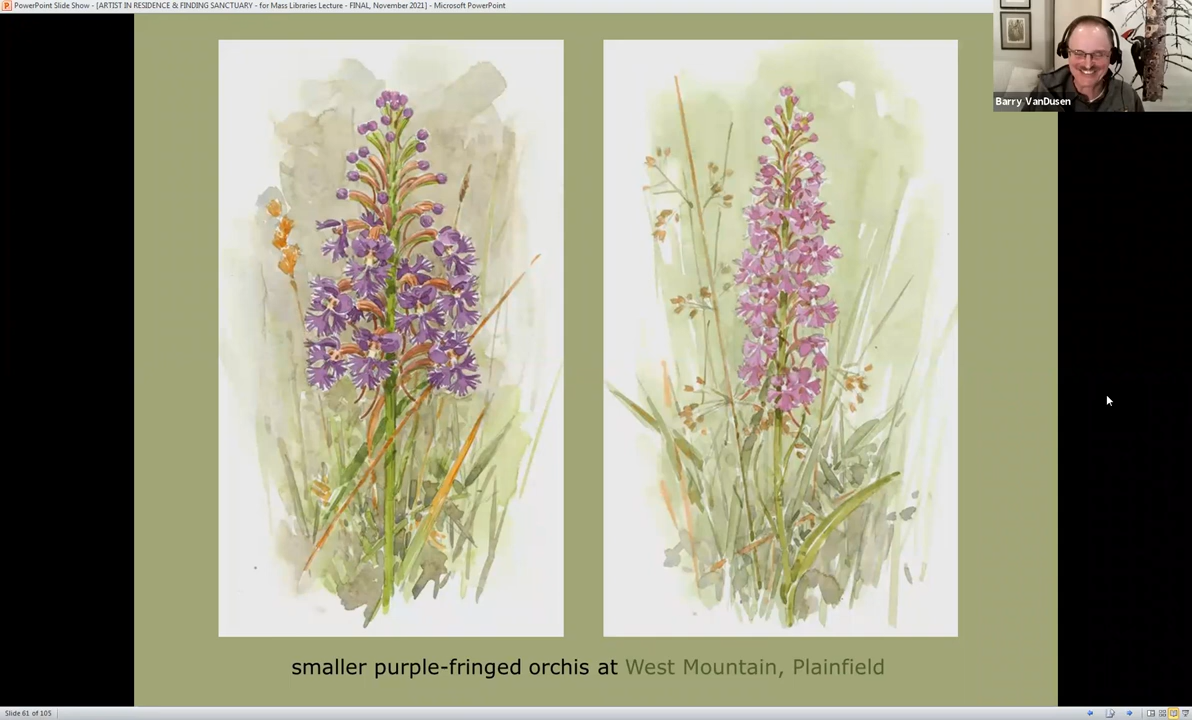 PowerPoint Slide Show - [ARTIST IN RESIDENCE & FINDING SANCTUARY - for Mass Libraries Lecture - FINAL, November 2021] - Microsoft PowerPoint
Barry VanDusen
smaller purple-fringed orchis at West Mountain, Plainfield
Slide 61 of 105